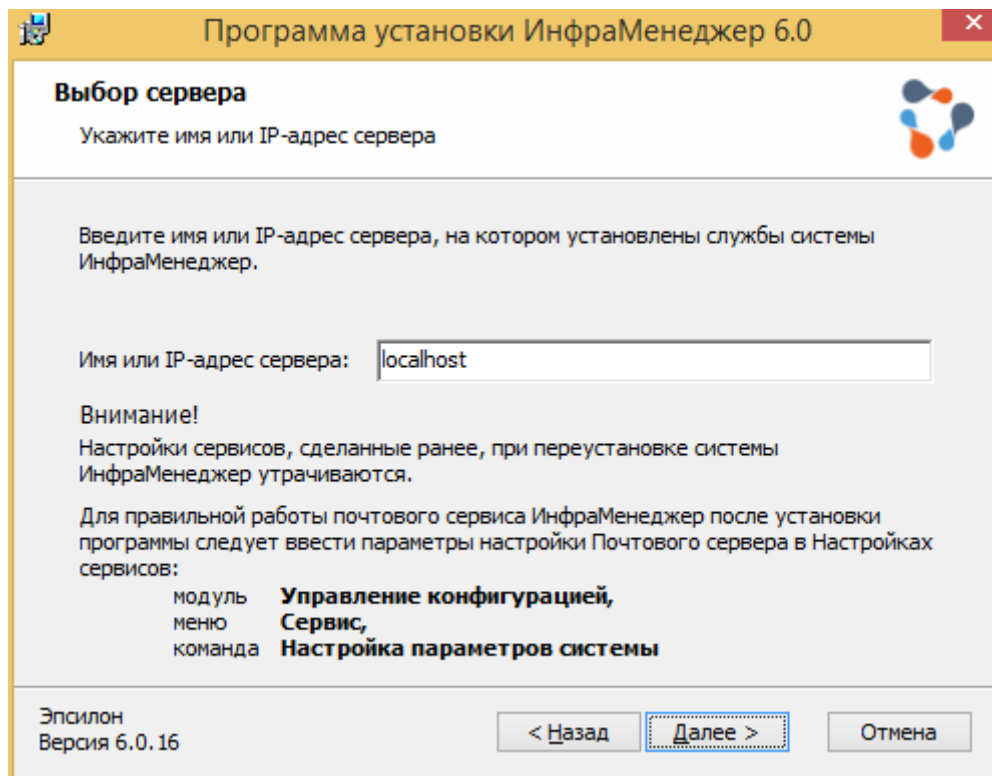 Программа установки ИнфраМенеджер 6.0
Выбор сервера
Укажите имя или IP-адрес сервера
Введите имя или IP-адрес сервера, на котором установлены службы системы
ИнфраМенеджер.
Имя или IP-адрес сервера: localhost
Внимание!
Настройки сервисов, сделанные ранее, при переустановке системы
ИнфраМенеджер утрачиваются.
Для правильной работы почтового сервиса ИнфраМенеджер после установки
программы следует ввести параметры настройки Почтового сервера в Настройках
сервисов:
модуль Управление конфигурацией,
меню Сервис,
команда Настройка параметров системы
Эпсилон
Версия 6.0.16
< Назад Далее > Отмена